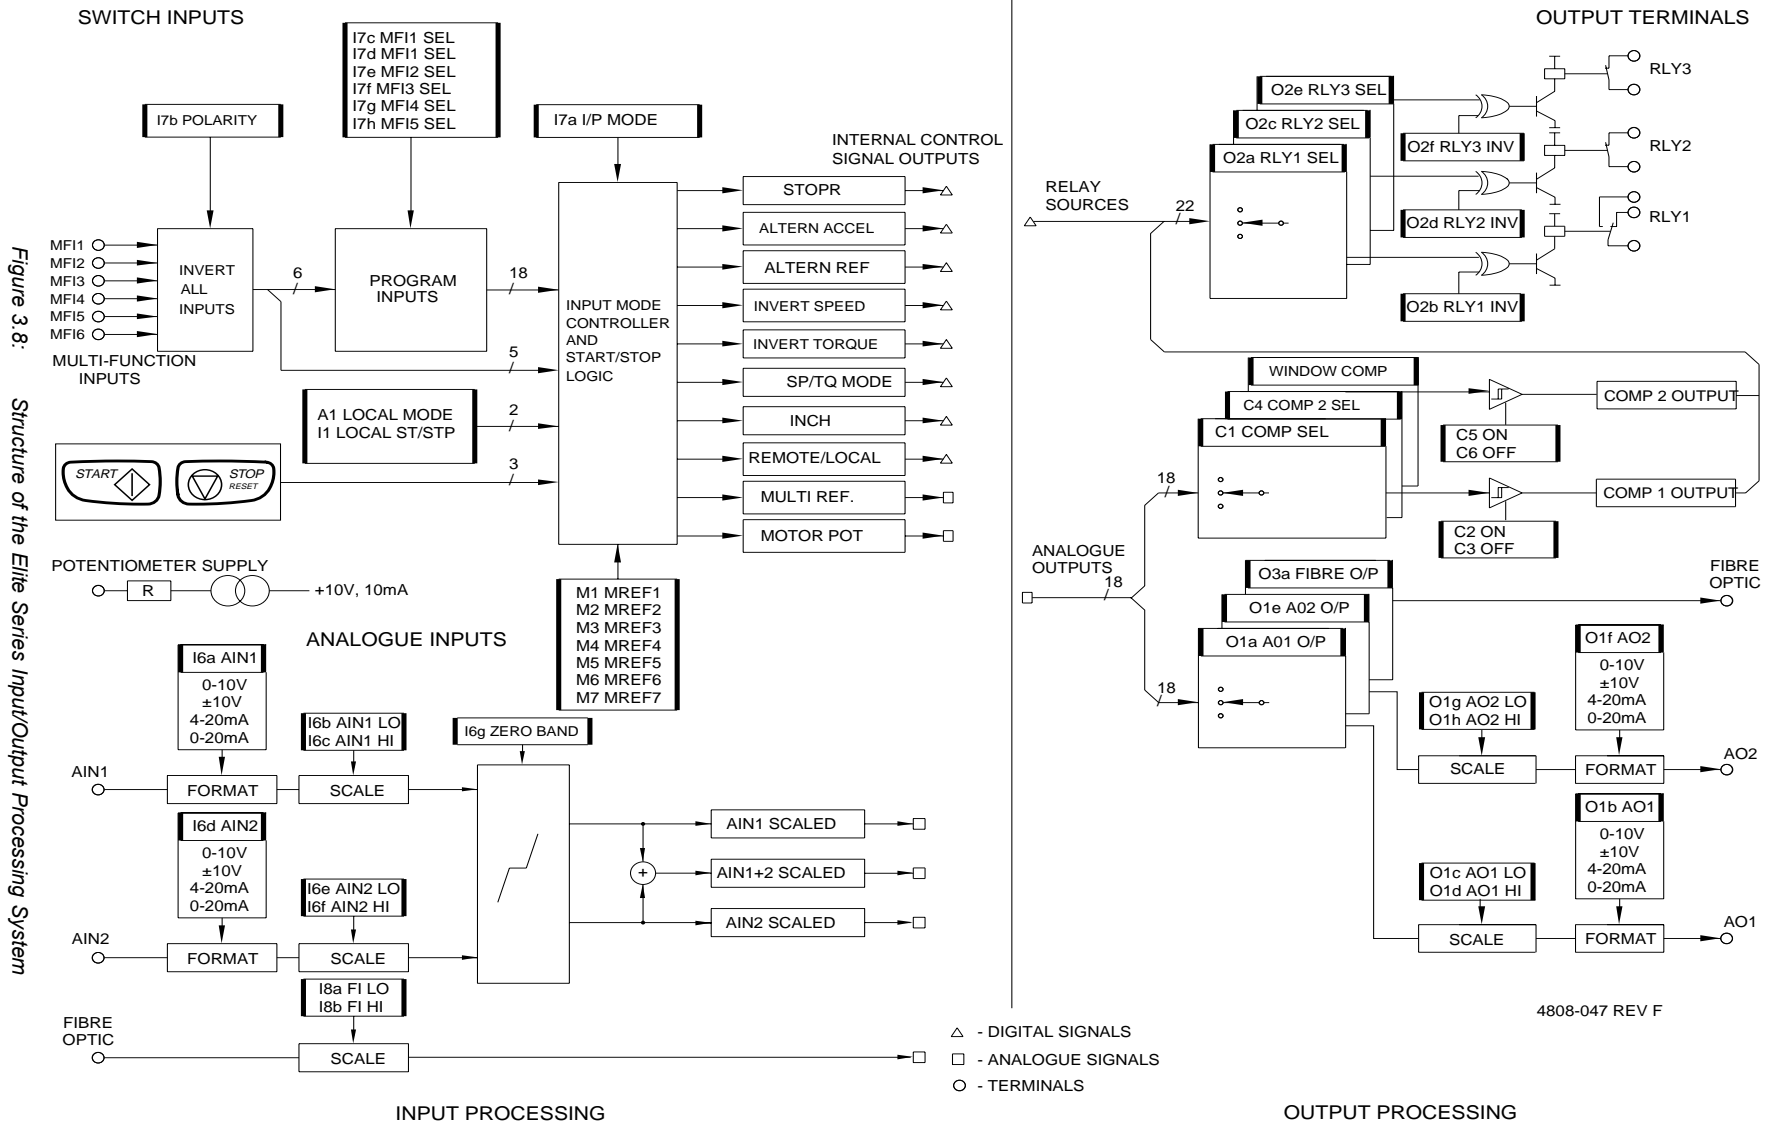 SWITCH INPUTS
I7b POLARITY
I7c MFI1 SEL
I7d MFI1 SEL
I7e MFI2 SEL
I7f MFI3 SEL
I7g MFI4 SEL
I7h MFI5 SEL
I7a I/P MODE
INTERNAL CONTROL
SIGNAL OUTPUTS
MFI1
MFI2
MFI3
MFI4
MFI5
MFI6
MULTI-FUNCTION
INPUTS
INVERT
ALL
INPUTS
6
PROGRAM
INPUTS
18
5
INPUT MODE
CONTROLLER
AND
START/STOP
LOGIC
A1 LOCAL MODE
I1 LOCAL ST/STP
2
START
STOP
RESET
3
STOPR
ALTERN ACCEL
ALTERN REF
INVERT SPEED
INVERT TORQUE
SP/TQ MODE
INCH
REMOTE/LOCAL
MULTI REF.
MOTOR POT
M1 MREF1
M2 MREF2
M3 MREF3
M4 MREF4
M5 MREF5
M6 MREF6
M7 MREF7
POTENTIOMETER SUPPLY
R
+10V, 10mA
ANALOGUE INPUTS
I6a AIN1
0-10V
±10V
4-20mA
0-20mA
I6b AIN1 LO
I6c AIN1 HI
I6g ZERO BAND
AIN1
FORMAT
SCALE
I6d AIN2
0-10V
±10V
4-20mA
0-20mA
I6e AIN2 LO
I6f AIN2 HI
AIN2
FORMAT
SCALE
+
AIN1 SCALED
AIN1+2 SCALED
AIN2 SCALED
I8a FI LO
I8b FI HI
FIBRE
OPTIC
SCALE
INPUT PROCESSING
OUTPUT TERMINALS
RELAY
SOURCES
22
O2e RLY3 SEL
O2c RLY2 SEL
O2a RLY1 SEL
O2f RLY3 INV
O2d RLY2 INV
O2b RLY1 INV
RLY3
RLY2
RLY1
WINDOW COMP
C4 COMP 2 SEL
C1 COMP SEL
18
C5 ON
C6 OFF
COMP 2 OUTPUT
C2 ON
C3 OFF
COMP 1 OUTPUT
ANALOGUE
OUTPUTS
18
O3a FIBRE O/P
O1e A02 O/P
O1a A01 O/P
18
FIBRE
OPTIC
O1f AO2
0-10V
±10V
4-20mA
0-20mA
O1g AO2 LO
O1h AO2 HI
SCALE
FORMAT
AO2
O1b AO1
0-10V
±10V
4-20mA
0-20mA
O1c AO1 LO
O1d AO1 HI
SCALE
FORMAT
AO1
4808-047 REV F
- DIGITAL SIGNALS
- ANALOGUE SIGNALS
- TERMINALS
OUTPUT PROCESSING
Figure 3.8: Structure of the Elite Series Input/Output Processing System